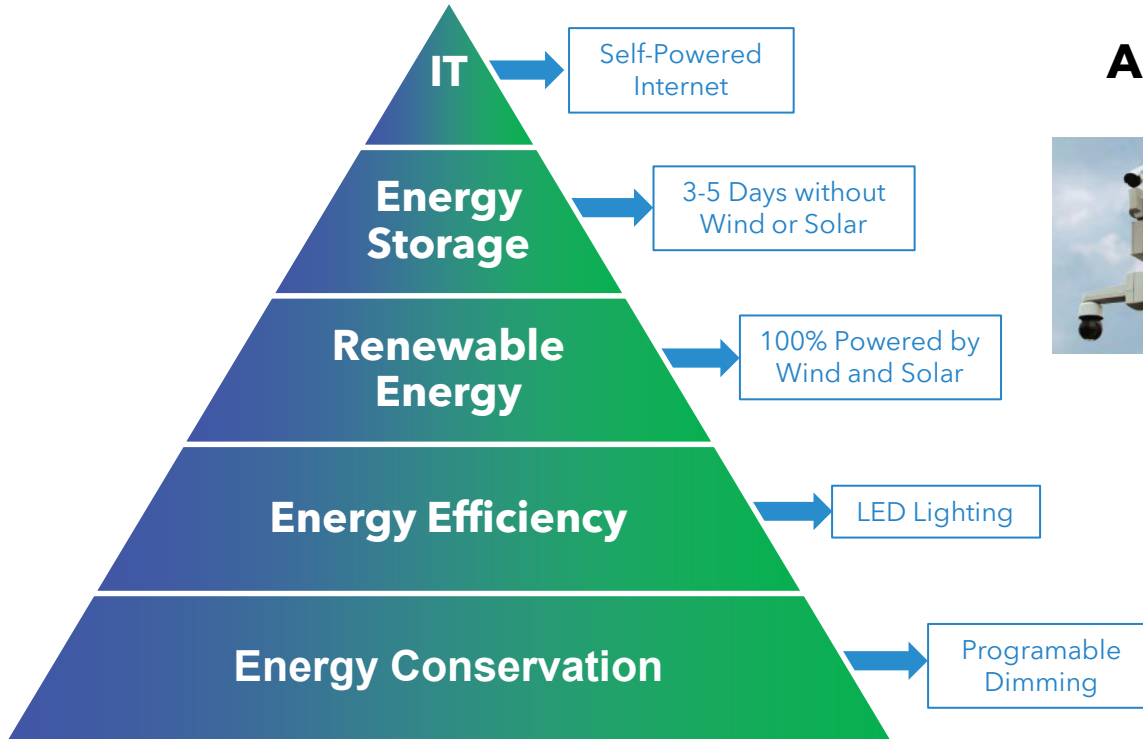 IT
Self-Powered
Internet
A
Energy
Storage
3-5 Days without
Wind or Solar
Renewable
Energy
100% Powered by
Wind and Solar
Energy Efficiency
LED Lighting
Energy Conservation
Programable
Dimming